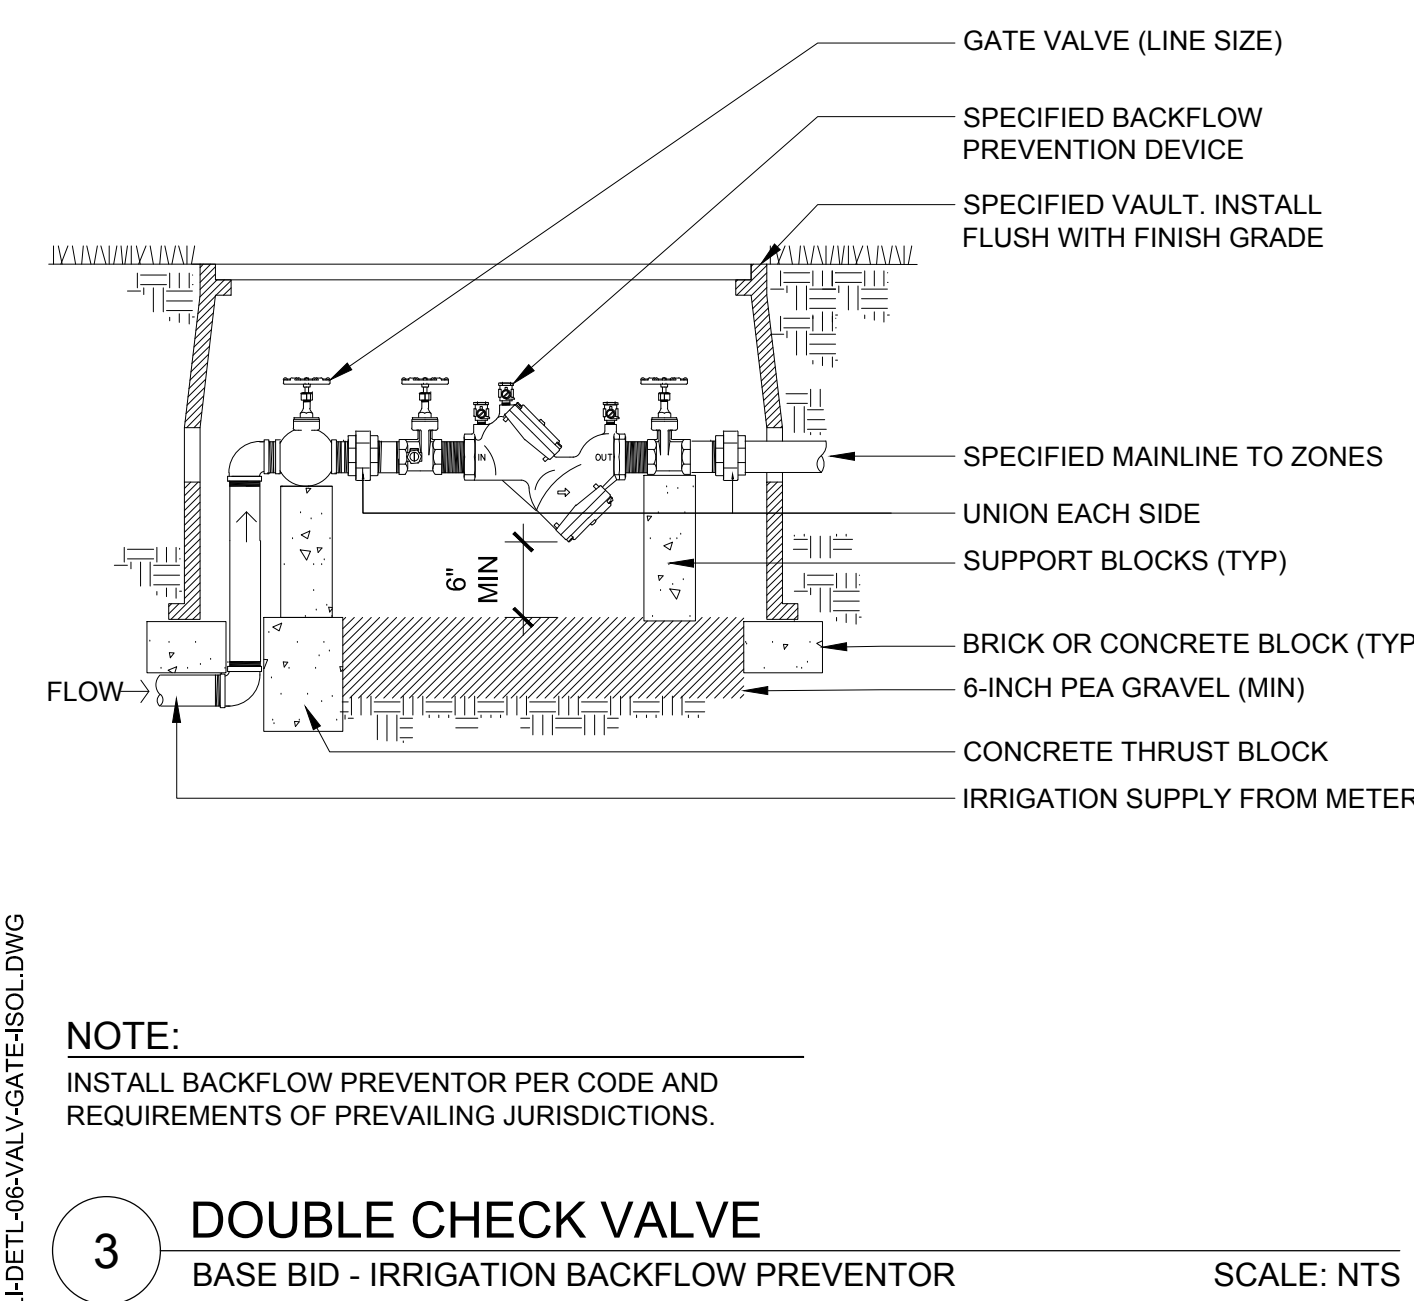 GATE VALVE (LINE SIZE)
SPECIFIED BACKFLOW
PREVENTION DEVICE
SPECIFIED VAULT. INSTALL
FLUSH WITH FINISH GRADE
IN
OUT
SPECIFIED MAINLINE TO ZONES
UNION EACH SIDE
SUPPORT BLOCKS (TYP)
6"
MIN
BRICK OR CONCRETE BLOCK (TYP
FLOW
6-INCH PEA GRAVEL (MIN)
CONCRETE THRUST BLOCK
IRRIGATION SUPPLY FROM METER
LI-DETL-06-VALV-GATE-ISOL.DWG
NOTE:
INSTALL BACKFLOW PREVENTOR PER CODE AND
REQUIREMENTS OF PREVAILING JURISDICTIONS.
3
DOUBLE CHECK VALVE
BASE BID - IRRIGATION BACKFLOW PREVENTOR
SCALE: NTS